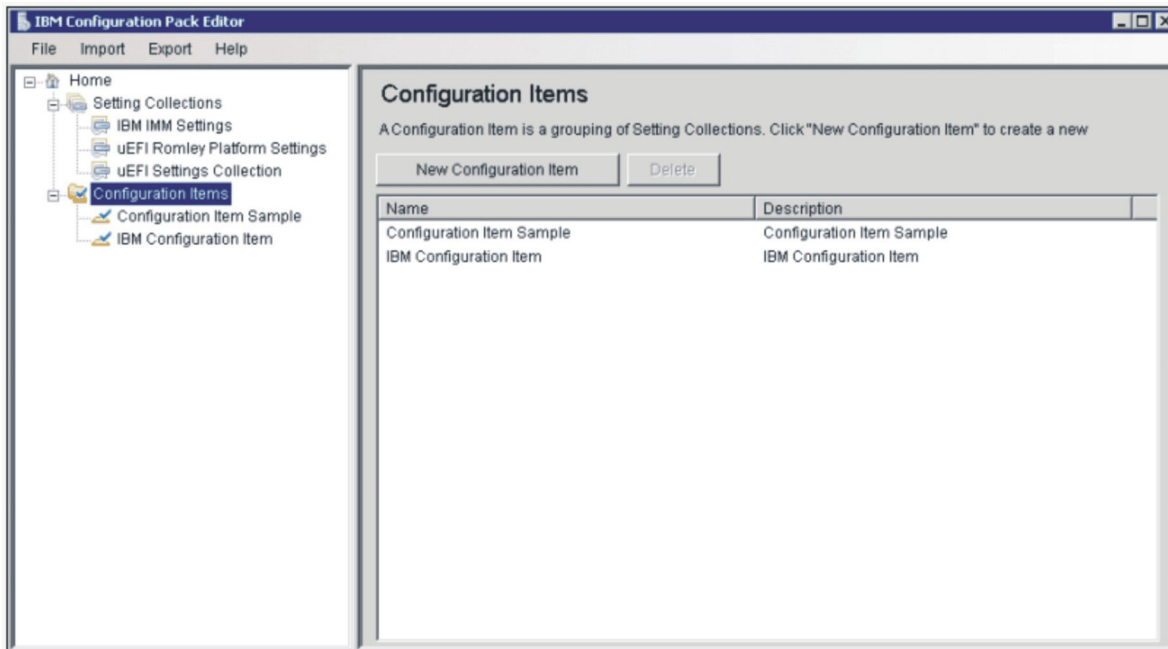 IBM Configuration Pack Editor
File Import Export Help
Home
Setting Collections
IBM IMM Settings
uEFI Romley Platform Settings
uEFI Settings Collection
Configuration Items
Configuration Item Sample
IBM Configuration Item
Configuration Items
A Configuration Item is a grouping of Setting Collections. Click "New Configuration Item" to create a new
New Configuration Item Delete
Name Description
Configuration Item Sample Configuration Item Sample
IBM Configuration Item IBM Configuration Item